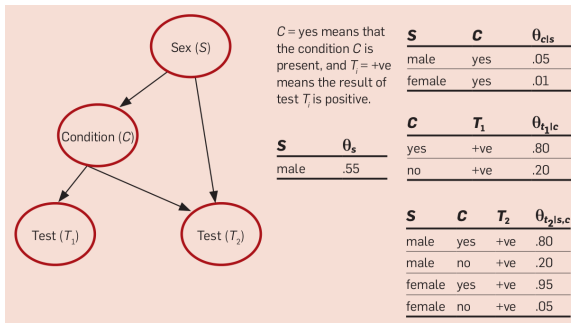 Sex (S)
Condition (C)
Test (T₁)
Test (T₂)
C = yes means that
the condition C is
present, and Tᵢ = +ve
means the result of
test Tᵢ is positive.
S θₛ
male .55
S C θ_c|s
male yes .05
female yes .01
C T₁ θ_t₁|c
yes +ve .80
no +ve .20
S C T₂ θ_t₂|s,c
male yes +ve .80
male no +ve .20
female yes +ve .95
female no +ve .05